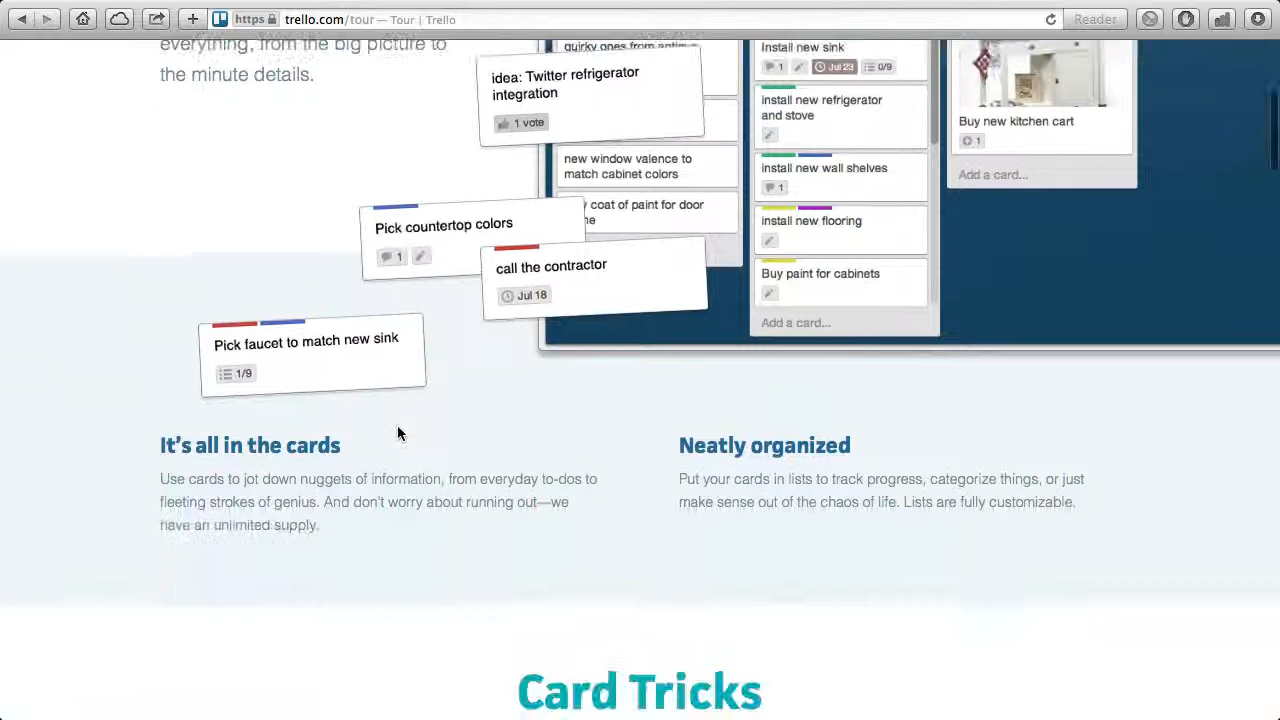 https trello.com/tour — Tour | Trello
Reader
everything, from the big picture to
the minute details.
quirky ones from antique
idea: Twitter refrigerator
integration
1 vote
new window valence to
match cabinet colors
coat of paint for door
Pick countertop colors
1
call the contractor
Jul 18
Pick faucet to match new sink
1/9
Install new sink
1 Jul 23 0/9
install new refrigerator
and stove
install new wall shelves
1
install new flooring
Buy paint for cabinets
Add a card...
Buy new kitchen cart
1
Add a card...
It's all in the cards
Use cards to jot down nuggets of information, from everyday to-dos to
fleeting strokes of genius. And don't worry about running out—we
have an unlimited supply.
Neatly organized
Put your cards in lists to track progress, categorize things, or just
make sense out of the chaos of life. Lists are fully customizable.
Card Tricks